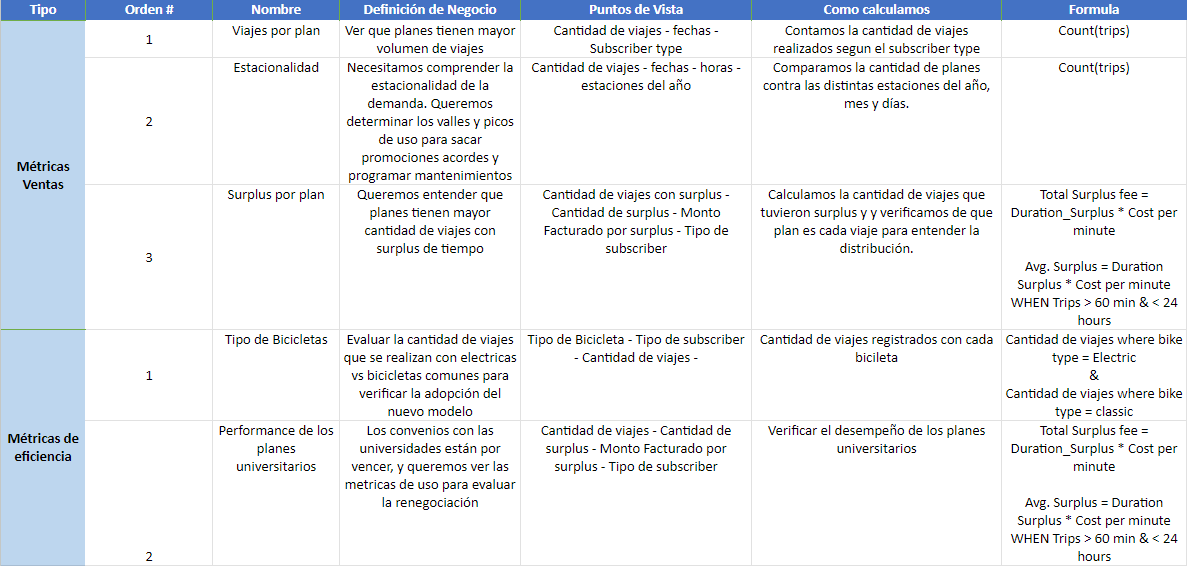 Tipo
Orden #
Nombre
Definición de Negocio
Puntos de Vista
Como calculamos
Formula
Métricas
Ventas
1
Viajes por plan
Ver que planes tienen mayor
volumen de viajes
Cantidad de viajes - fechas -
Subscriber type
Contamos la cantidad de viajes
realizados segun el subscriber type
Count(trips)
2
Estacionalidad
Necesitamos comprender la
estacionalidad de la
demanda. Queremos
determinar los valles y picos
de uso para sacar
promociones acordes y
programar mantenimientos
Cantidad de viajes - fechas - horas -
estaciones del año
Comparamos la cantidad de planes
contra las distintas estaciones del año,
mes y días.
Count(trips)
3
Surplus por plan
Queremos entender que
planes tienen mayor
cantidad de viajes con
surplus de tiempo
Cantidad de viajes con surplus -
Cantidad de surplus - Monto
Facturado por surplus - Tipo de
subscriber
Calculamos la cantidad de viajes que
tuvieron surplus y y verificamos de que
plan es cada viaje para entender la
distribución.
Total Surplus fee =
Duration_Surplus * Cost per
minute
Avg. Surplus = Duration
Surplus * Cost per minute
WHEN Trips > 60 min & < 24
hours
Métricas de
eficiencia
1
Tipo de Bicicletas
Evaluar la cantidad de viajes
que se realizan con electricas
vs bicicletas comunes para
verificar la adopción del
nuevo modelo
Tipo de Bicicleta - Tipo de subscriber
- Cantidad de viajes -
Cantidad de viajes registrados con cada
bicileta
Cantidad de viajes where bike
type = Electric
&
Cantidad de viajes where bike
type = classic
2
Performance de los
planes
universitarios
Los convenios con las
universidades están por
vencer, y queremos ver las
metricas de uso para evaluar
la renegociación
Cantidad de viajes - Cantidad de
surplus - Monto Facturado por
surplus - Tipo de subscriber
Verificar el desempeño de los planes
universitarios
Total Surplus fee =
Duration_Surplus * Cost per
minute
Avg. Surplus = Duration
Surplus * Cost per minute
WHEN Trips > 60 min & < 24
hours